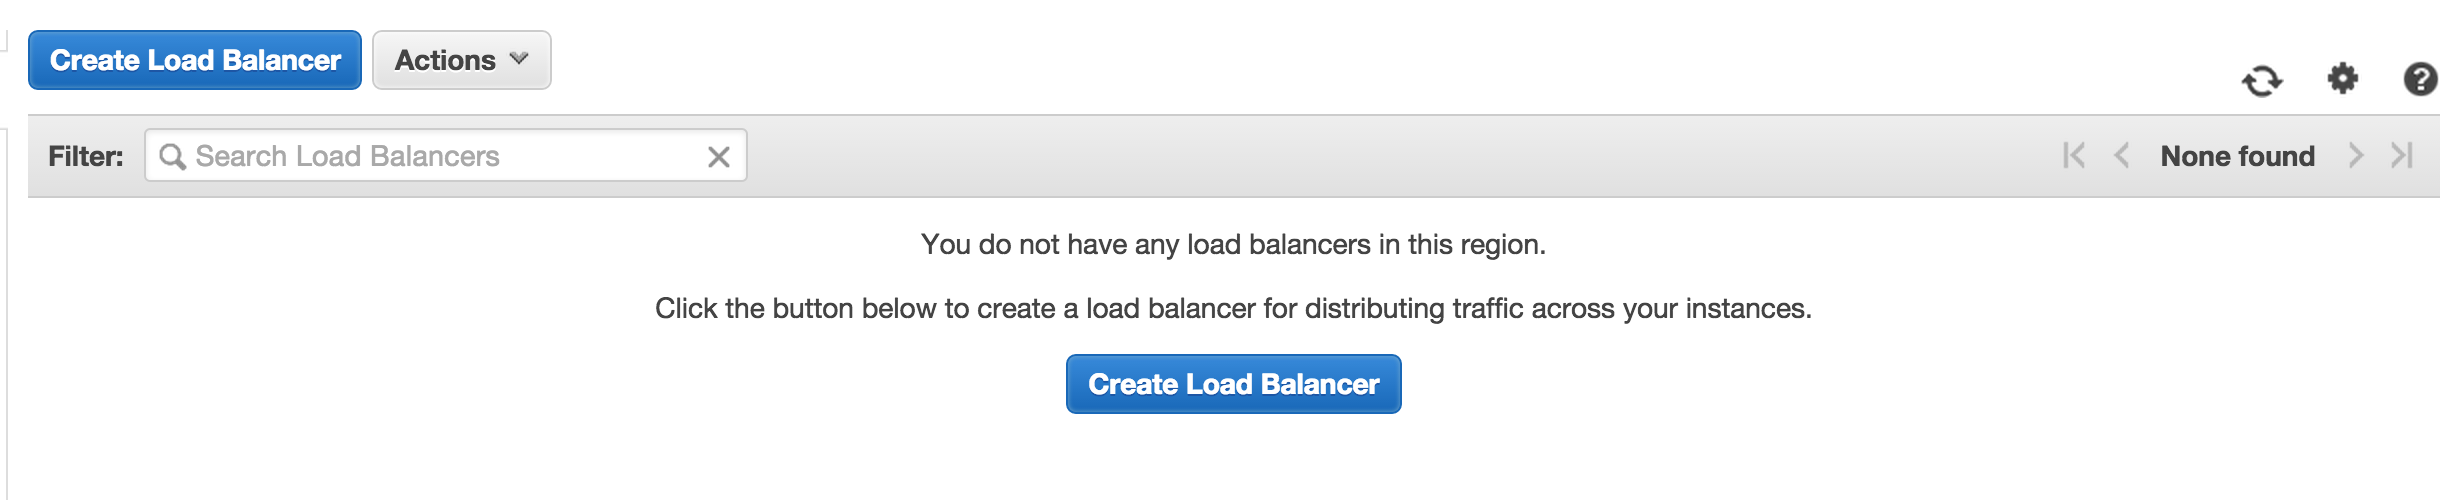 Create Load Balancer Actions
Filter: Search Load Balancers None found
You do not have any load balancers in this region.
Click the button below to create a load balancer for distributing traffic across your instances.
Create Load Balancer